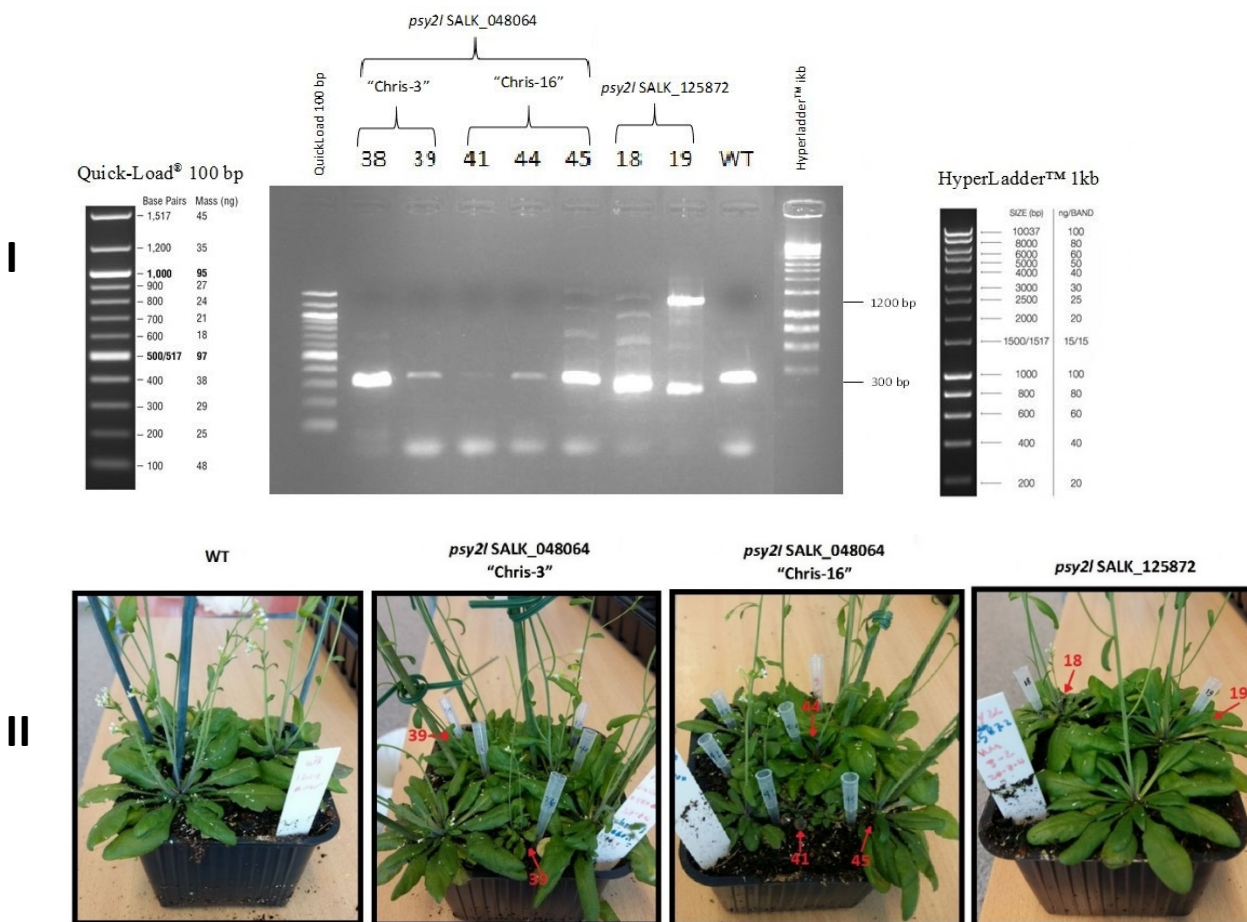 psy2l SALK_048064
"Chris-3"
"Chris-16"
psy2l SALK_125872
QuickLoad 100 bp
38 39 41 44 45 18 19 WT
Hyperladder™ ikb
Quick-Load® 100 bp
Base Pairs Mass (ng)
1,517 45
1,200 35
1,000 95
900 27
800 24
700 21
600 18
500/517 97
400 38
300 29
200 25
100 48
1200 bp
300 bp
HyperLadder™ 1kb
SIZE (bp) ng/BAND
10037 100
8000 80
6000 60
5000 50
4000 40
3000 30
2500 25
2000 20
1500/1517 15/15
1000 100
800 80
600 60
400 40
200 20
I
II
WT
psy2l SALK_048064
"Chris-3"
psy2l SALK_048064
"Chris-16"
psy2l SALK_125872
39
39
44
41
45
18
19